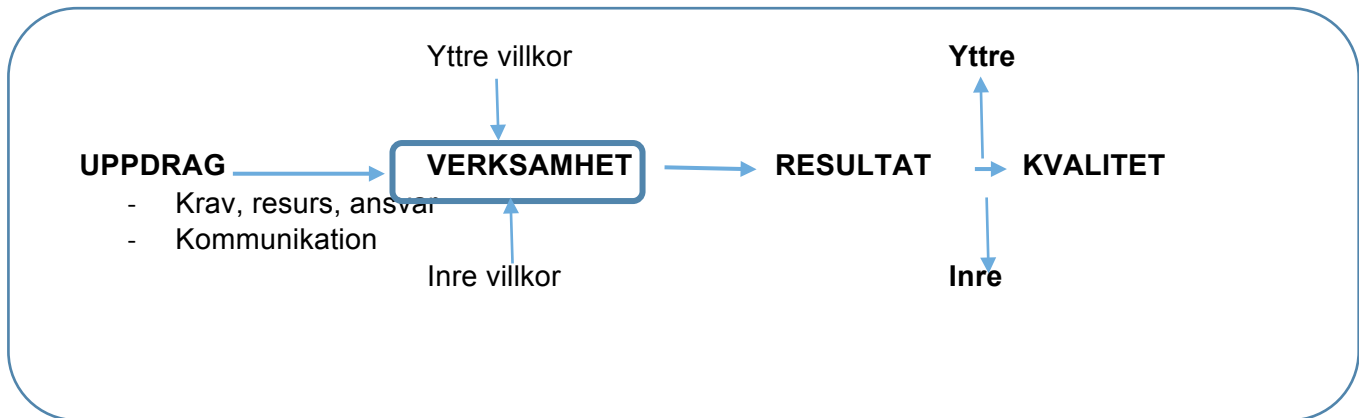 Yttre villkor Yttre
UPPDRAG VERKSAMHET RESULTAT KVALITET
- Krav, resurs, ansvar
- Kommunikation
Inre villkor Inre